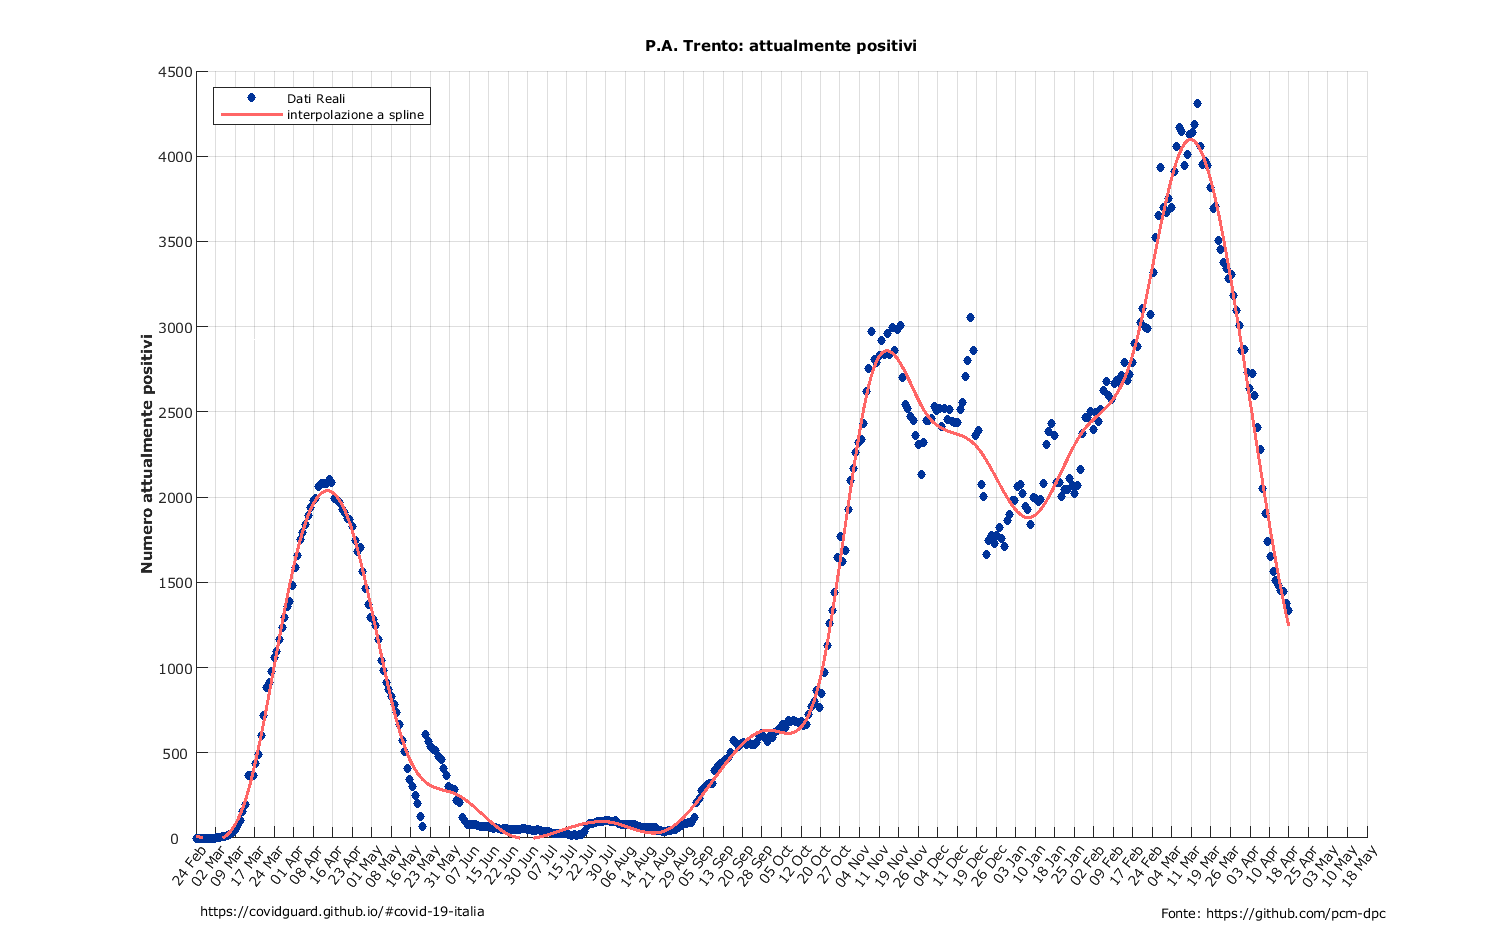 P.A. Trento: attualmente positivi
Dati Reali
interpolazione a spline
Numero attualmente positivi
4500
4000
3500
3000
2500
2000
1500
1000
500
0
24 Feb
02 Mar
09 Mar
17 Mar
24 Mar
01 Apr
08 Apr
16 Apr
23 Apr
01 May
08 May
16 May
23 May
31 May
07 Jun
15 Jun
22 Jun
30 Jun
07 Jul
15 Jul
22 Jul
30 Jul
06 Aug
14 Aug
21 Aug
29 Aug
05 Sep
13 Sep
20 Sep
28 Sep
05 Oct
12 Oct
20 Oct
27 Oct
04 Nov
11 Nov
19 Nov
26 Nov
04 Dec
11 Dec
19 Dec
26 Dec
03 Jan
10 Jan
18 Jan
25 Jan
02 Feb
09 Feb
17 Feb
24 Feb
04 Mar
11 Mar
19 Mar
26 Mar
03 Apr
10 Apr
18 Apr
25 Apr
03 May
10 May
18 May
https://covidguard.github.io/#covid-19-italia
Fonte: https://github.com/pcm-dpc